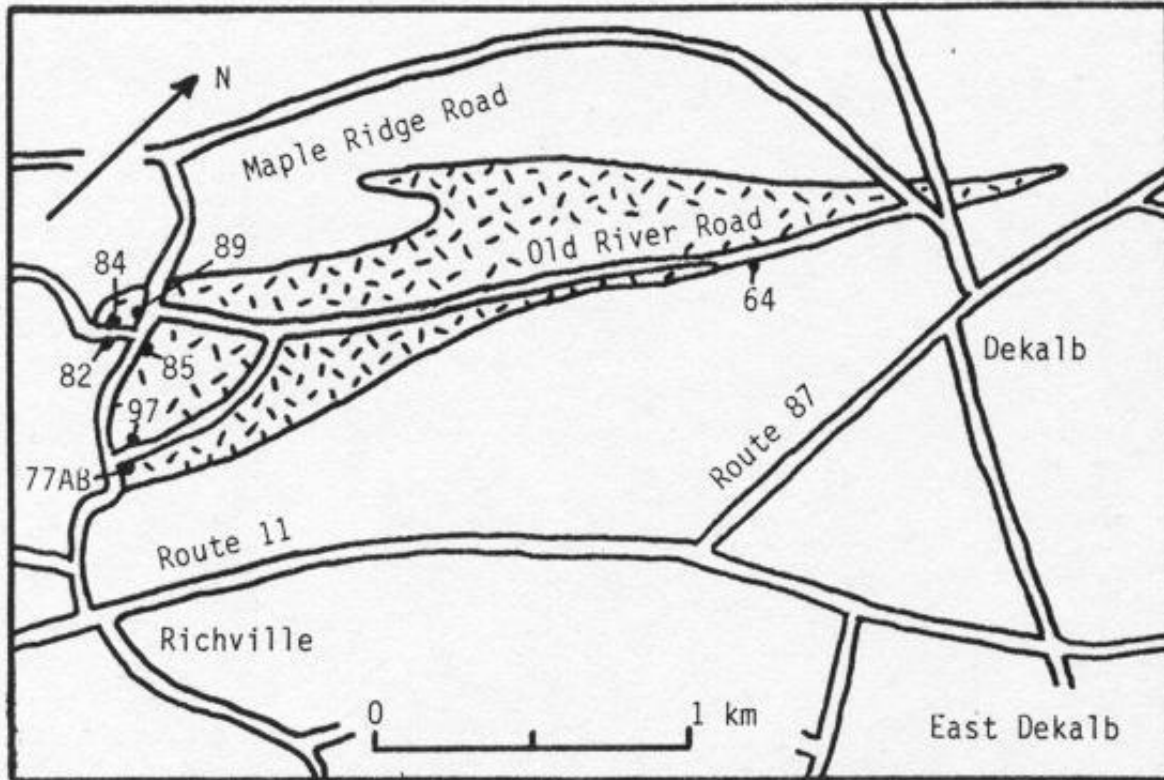 N
Maple Ridge Road
89
84
Old River Road
64
82
85
Dekalb
97
Route 87
77AB
Route 11
Richville
0 1 km
East Dekalb